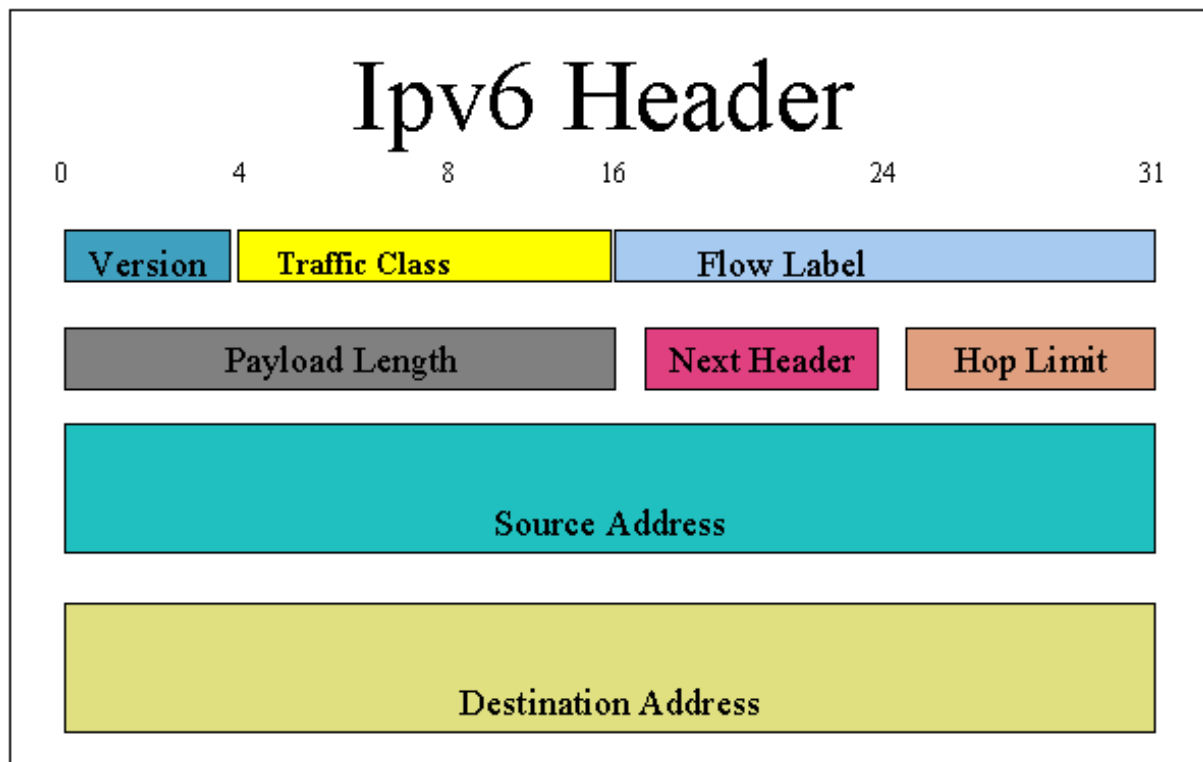 Ipv6 Header
0 4 8 16 24 31
Version Traffic Class Flow Label
Payload Length Next Header Hop Limit
Source Address
Destination Address